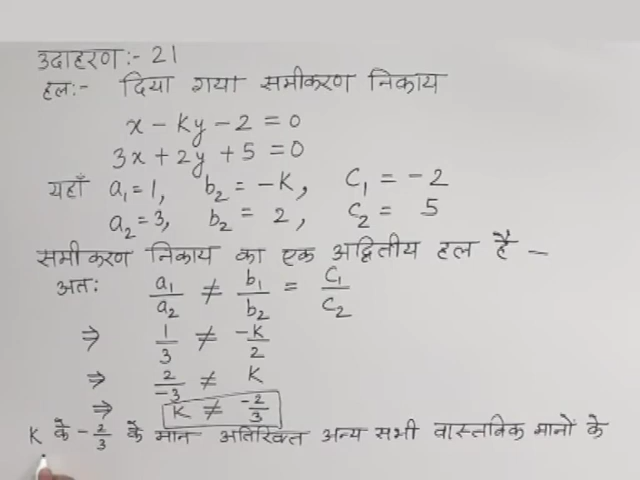 उदाहरण:- 21
हल:- दिया गया समीकरण निकाय
x - ky - 2 = 0
3x + 2y + 5 = 0
यहाँ a₁ = 1, b₂ = -K, C₁ = -2
a₂ = 3, b₂ = 2, C₂ = 5
समीकरण निकाय का एक अद्वितीय हल है -
अत: a₁/a₂ ≠ b₁/b₂ = C₁/C₂
⇒ 1/3 ≠ -K/2
⇒ 2/-3 ≠ K
⇒ K ≠ -2/3
K के -2/3 के मान अतिरिक्त अन्य सभी वास्तविक मानों के